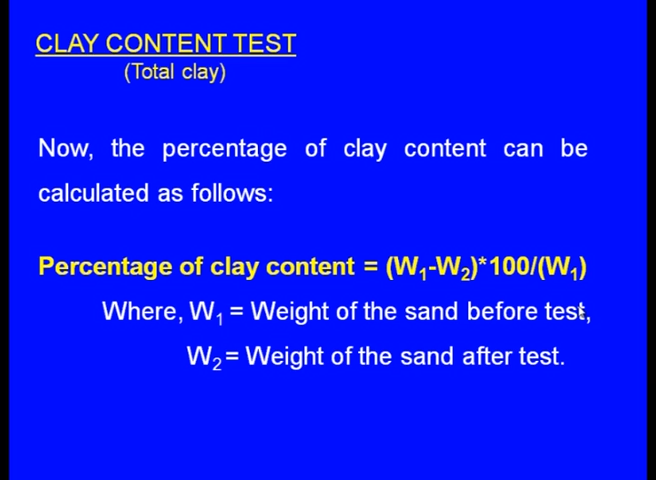 CLAY CONTENT TEST
(Total clay)
Now, the percentage of clay content can be
calculated as follows:
Percentage of clay content = (W₁-W₂)*100/(W₁)
Where, W₁ = Weight of the sand before test,
W₂= Weight of the sand after test.